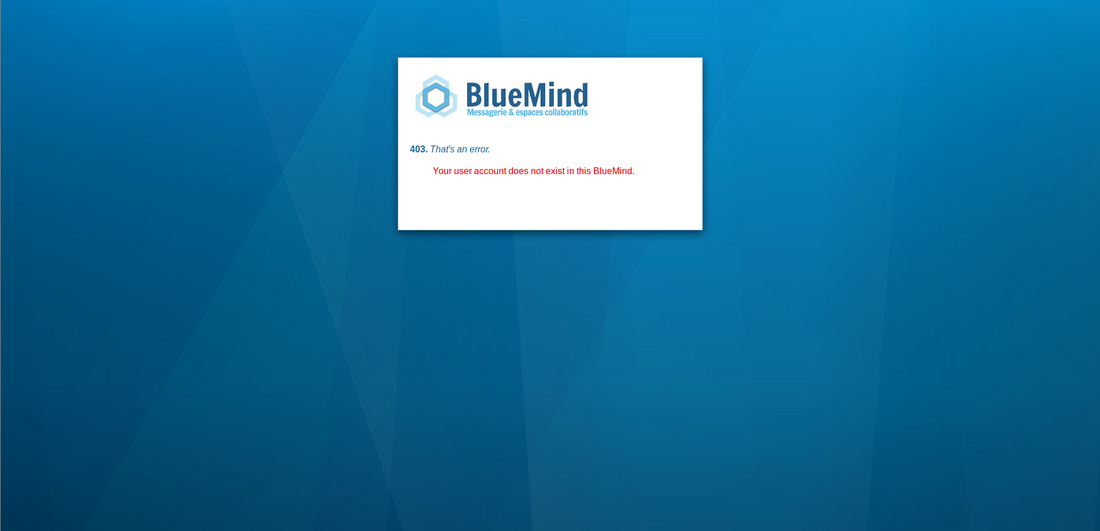 BlueMind
Messagerie & espaces collaboratifs
403. That's an error.
Your user account does not exist in this BlueMind.